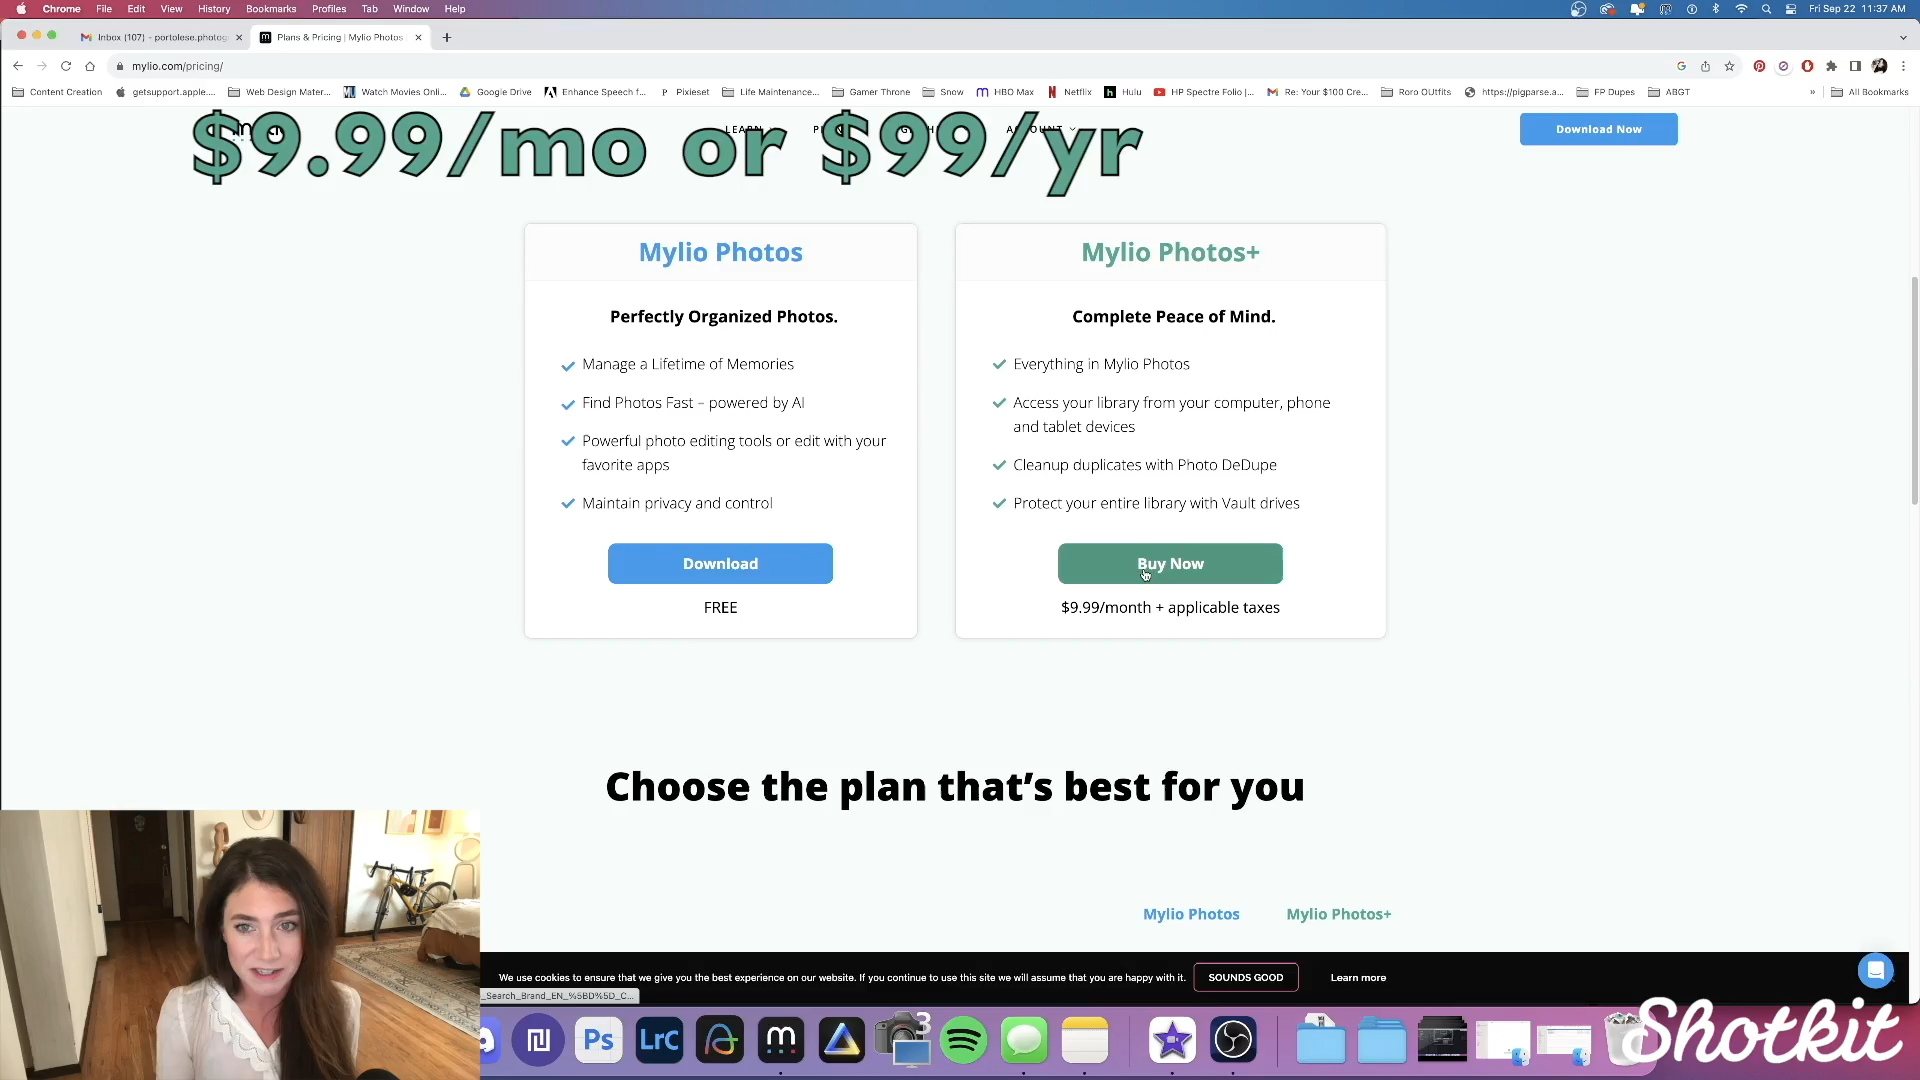 Chrome File Edit View History Bookmarks Profiles Tab Window Help
Fri Sep 22 11:37 AM
Inbox (107) - portolese.photog
Plans & Pricing | Mylio Photos
mylio.com/pricing/
Content Creation
getsupport.apple....
Web Design Mater...
Watch Movies Onli...
Google Drive
Enhance Speech f...
Pixieset
Life Maintenance...
Gamer Throne
Snow
HBO Max
Netflix
Hulu
HP Spectre Folio |...
Re: Your $100 Cre...
Roro OUtfits
https://pigparse.a...
FP Dupes
ABGT
» All Bookmarks
$9.99/mo or $99/yr
Download Now
Mylio Photos
Perfectly Organized Photos.
Manage a Lifetime of Memories
Find Photos Fast – powered by AI
Powerful photo editing tools or edit with your
favorite apps
Maintain privacy and control
Download
FREE
Mylio Photos+
Complete Peace of Mind.
Everything in Mylio Photos
Access your library from your computer, phone
and tablet devices
Cleanup duplicates with Photo DeDupe
Protect your entire library with Vault drives
Buy Now
$9.99/month + applicable taxes
Choose the plan that's best for you
Mylio Photos Mylio Photos+
We use cookies to ensure that we give you the best experience on our website. If you continue to use this site we will assume that you are happy with it.
SOUNDS GOOD
Learn more
_Search_Brand_EN_%5BD%5D_C...
Ps
LrC
m
3
Shotkit